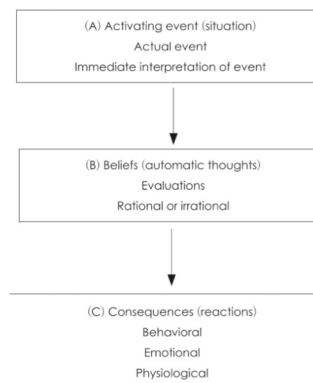 (A) Activating event (situation)
Actual event
Immediate interpretation of event
(B) Beliefs (automatic thoughts)
Evaluations
Rational or irrational
(C) Consequences (reactions)
Behavioral
Emotional
Physiological